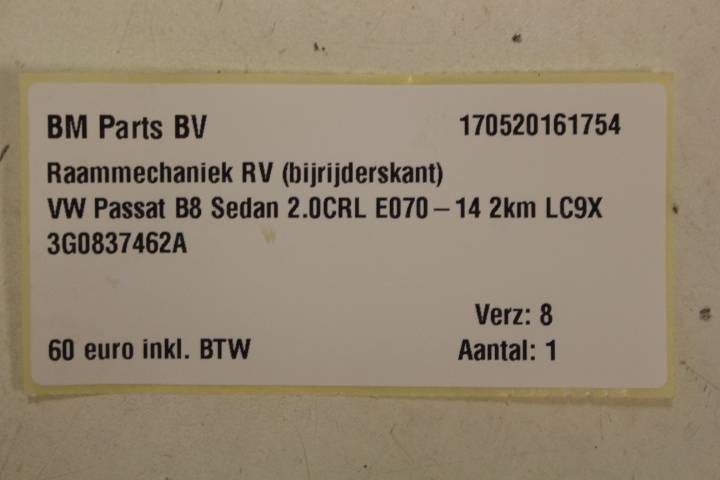 BM Parts BV 170520161754
Raammechaniek RV (bijrijderskant)
VW Passat B8 Sedan 2.0CRL E070 – 14 2km LC9X
3G0837462A
Verz: 8
60 euro inkl. BTW Aantal: 1